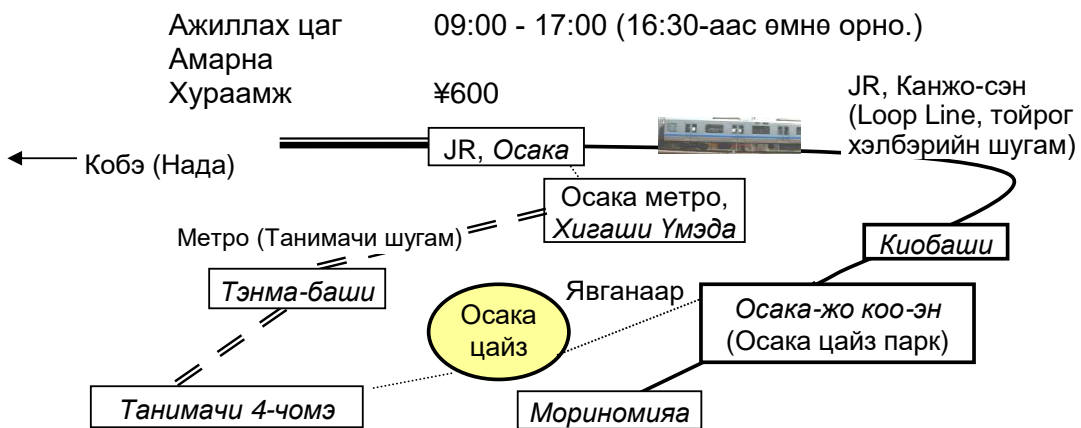 Ажиллах цаг 09:00 - 17:00 (16:30-аас өмнө орно.)
Амарна
Хураамж ¥600
JR, Канжо-сэн
(Loop Line, тойрог
хэлбэрийн шугам)
JR, Осака
Кобэ (Нада)
Осака метро,
Хигаши Үмэда
Метро (Танимачи шугам)
Киобаши
Тэнма-баши
Явганаар
Осака
цайз
Осака-жо коо-эн
(Осака цайз парк)
Танимачи 4-чомэ
Мориномияа